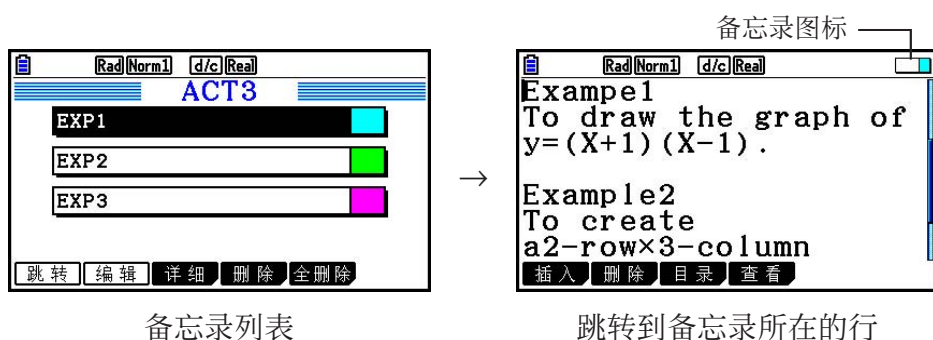 备忘录图标
Rad Norm1 d/c Real
ACT3
EXP1
EXP2
EXP3
跳转 编辑 详细 删除 全删除
备忘录列表
→
Rad Norm1 d/c Real
Exampe1
To draw the graph of
y=(X+1)(X-1).
Example2
To create
a2-row×3-column
插入 删除 目录 查看
跳转到备忘录所在的行